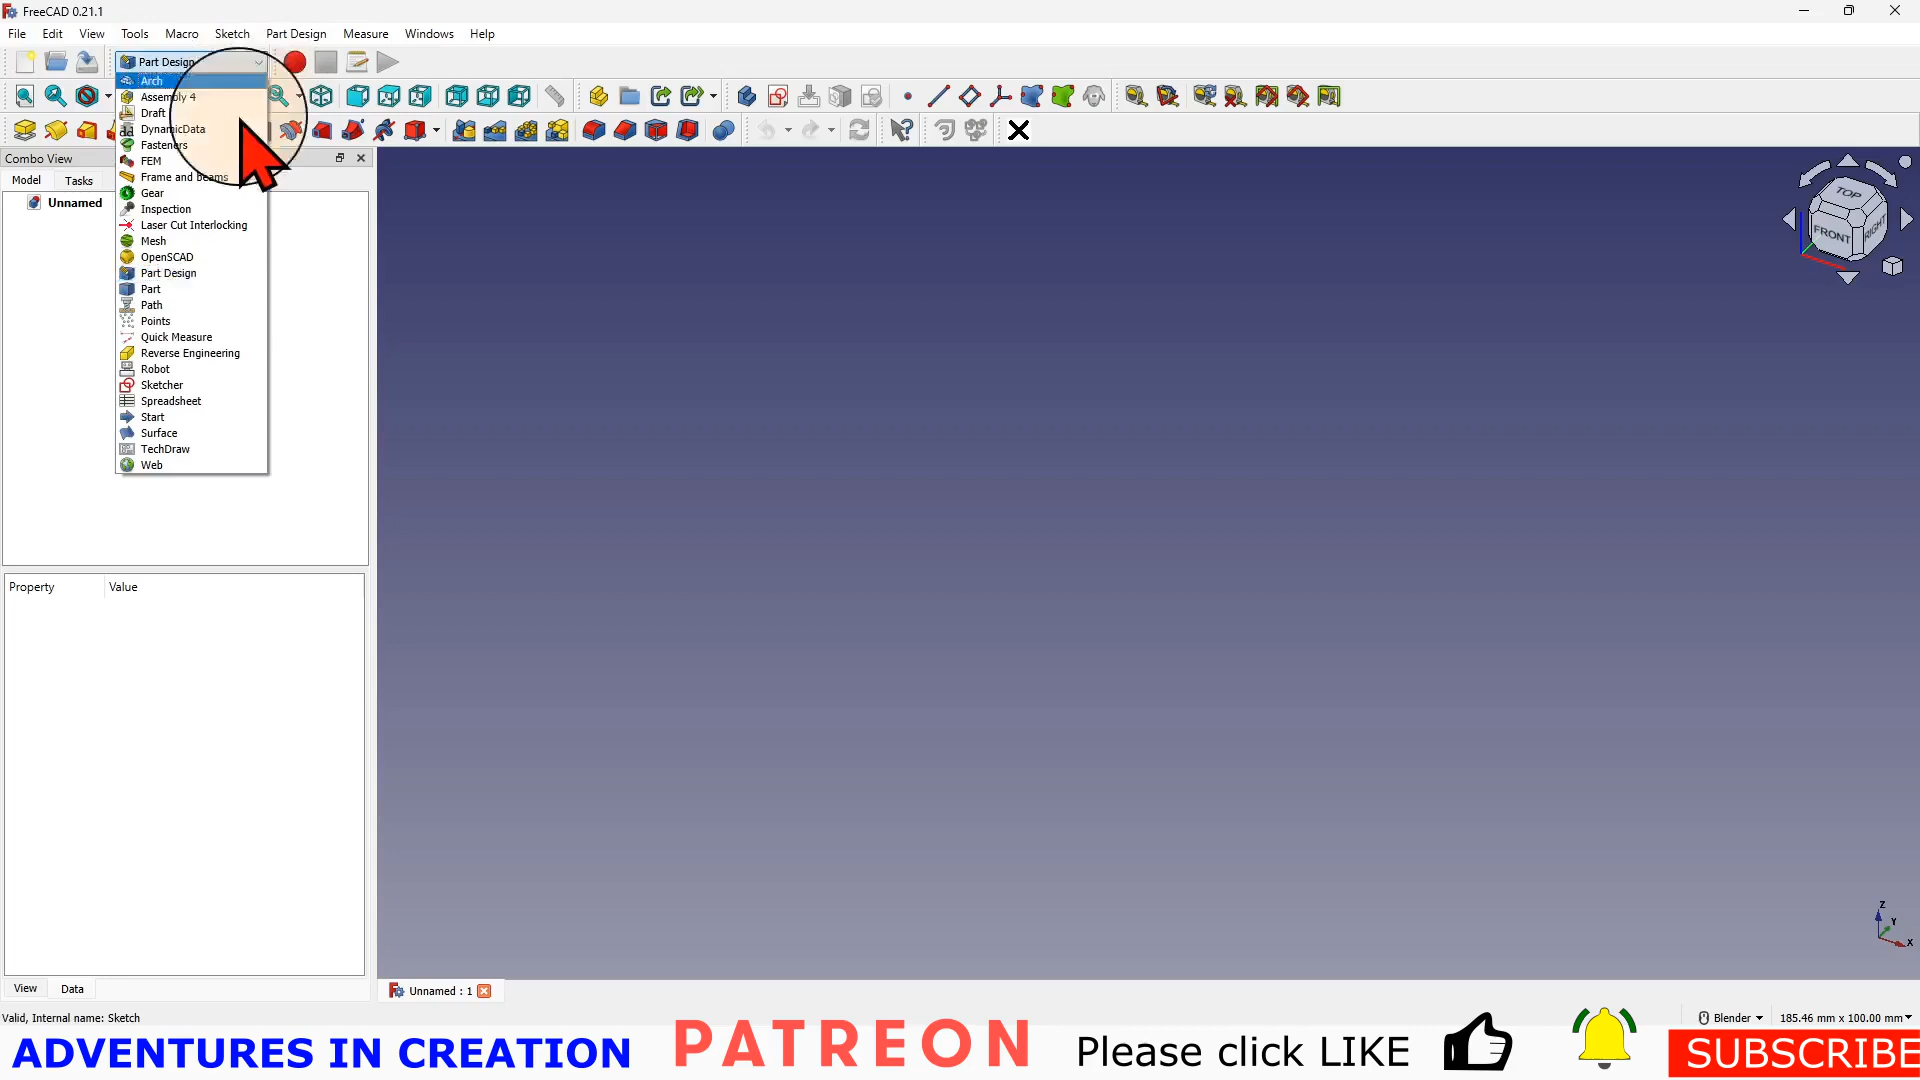 FreeCAD 0.21.1
File Edit View Tools Macro Sketch Part Design Measure Windows Help
Part Design
Arch
Assembly 4
Draft
DynamicData
Fasteners
FEM
Frame and beams
Gear
Inspection
Laser Cut Interlocking
Mesh
OpenSCAD
Part Design
Part
Path
Points
Quick Measure
Reverse Engineering
Robot
Sketcher
Spreadsheet
Start
Surface
TechDraw
Web
Combo View
Model Tasks
Unnamed
TOP
FRONT
RIGHT
Property Value
Z
Y
X
View Data
Unnamed : 1
Valid, Internal name: Sketch
Blender 185.46 mm x 100.00 mm
ADVENTURES IN CREATION PATREON Please click LIKE SUBSCRIBE